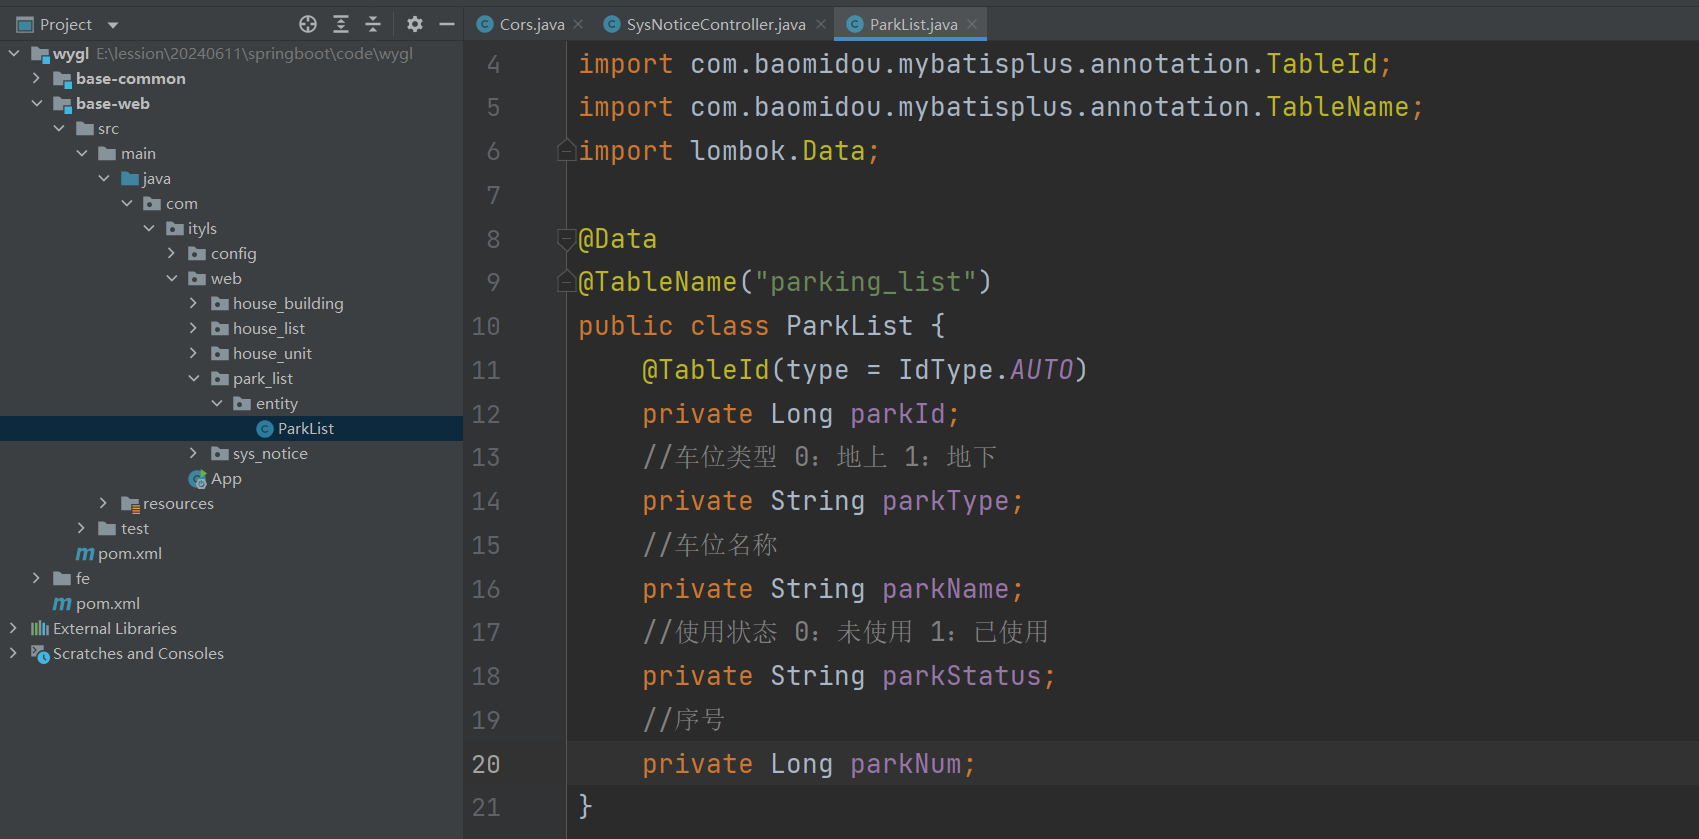 Project
wygl E:\lession\20240611\springboot\code\wygl
base-common
base-web
src
main
java
com
ityls
config
web
house_building
house_list
house_unit
park_list
entity
ParkList
sys_notice
App
resources
test
pom.xml
fe
pom.xml
External Libraries
Scratches and Consoles
Cors.java
SysNoticeController.java
ParkList.java
4 import com.baomidou.mybatisplus.annotation.TableId;
5 import com.baomidou.mybatisplus.annotation.TableName;
6 import lombok.Data;
7
8 @Data
9 @TableName("parking_list")
10 public class ParkList {
11 @TableId(type = IdType.AUTO)
12 private Long parkId;
13 //车位类型 0：地上 1：地下
14 private String parkType;
15 //车位名称
16 private String parkName;
17 //使用状态 0：未使用 1：已使用
18 private String parkStatus;
19 //序号
20 private Long parkNum;
21 }